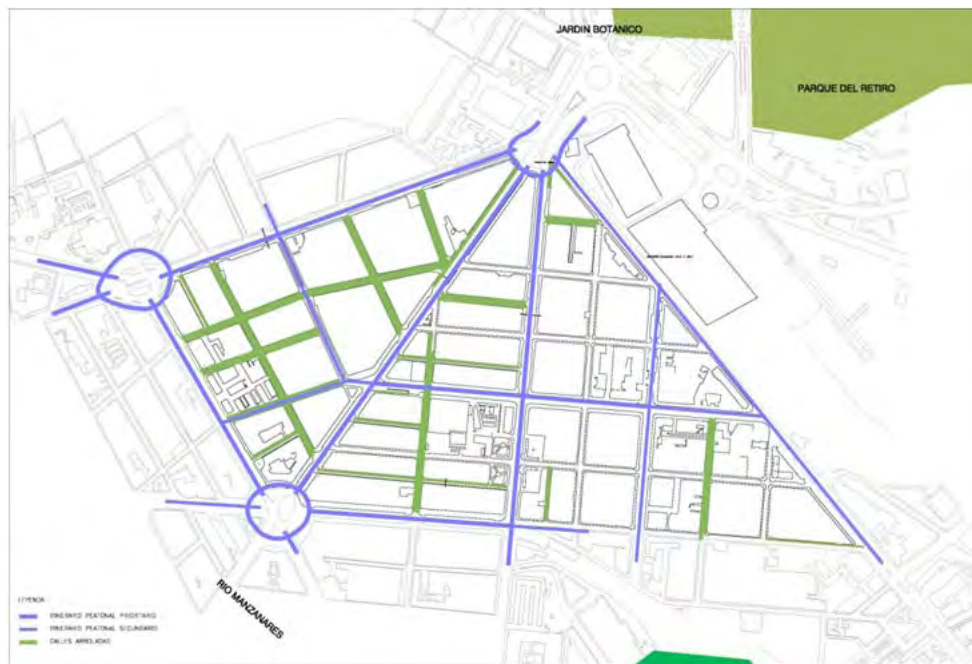 JARDIN BOTANICO
PARQUE DEL RETIRO
RIO MANZANARES
LEYENDA
ITINERARIO PEATONAL PRIORITARIO
ITINERARIO PEATONAL SECUNDARIO
CALLES ARBOLADAS